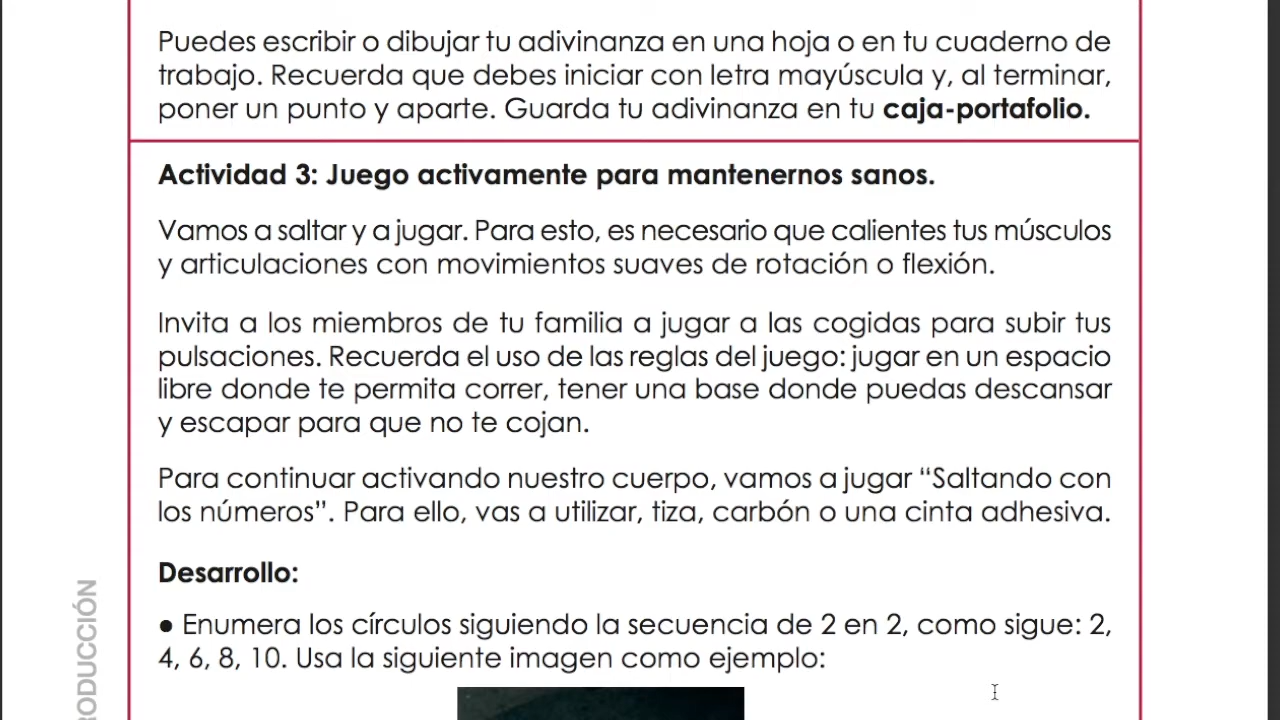 Puedes escribir o dibujar tu adivinanza en una hoja o en tu cuaderno de
trabajo. Recuerda que debes iniciar con letra mayúscula y, al terminar,
poner un punto y aparte. Guarda tu adivinanza en tu caja-portafolio.
Actividad 3: Juego activamente para mantenernos sanos.
Vamos a saltar y a jugar. Para esto, es necesario que calientes tus músculos
y articulaciones con movimientos suaves de rotación o flexión.
Invita a los miembros de tu familia a jugar a las cogidas para subir tus
pulsaciones. Recuerda el uso de las reglas del juego: jugar en un espacio
libre donde te permita correr, tener una base donde puedas descansar
y escapar para que no te cojan.
Para continuar activando nuestro cuerpo, vamos a jugar “Saltando con
los números”. Para ello, vas a utilizar, tiza, carbón o una cinta adhesiva.
Desarrollo:
● Enumera los círculos siguiendo la secuencia de 2 en 2, como sigue: 2,
4, 6, 8, 10. Usa la siguiente imagen como ejemplo:
RODUCCIÓN